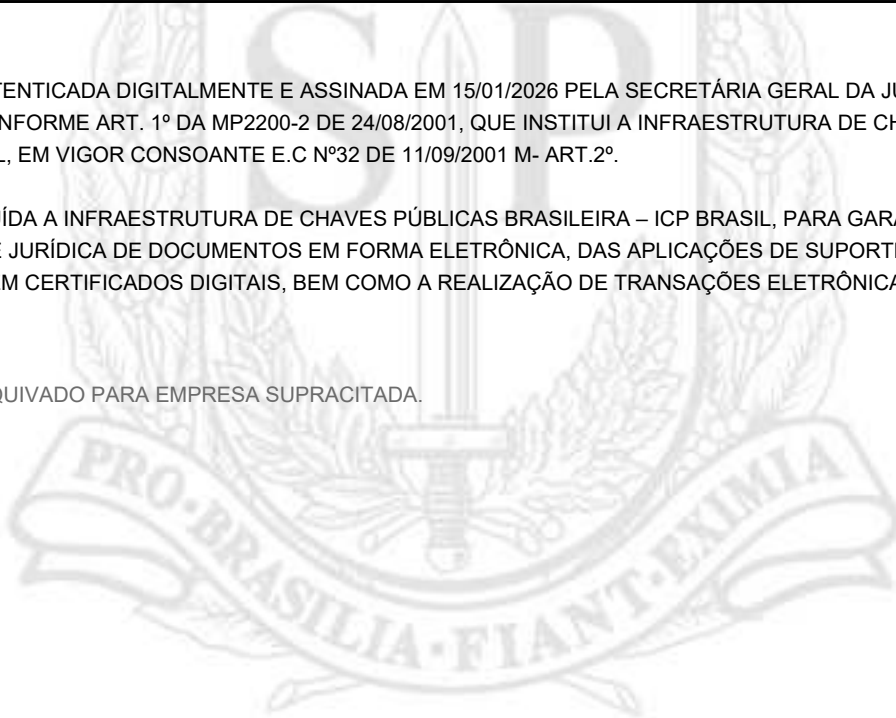 TENTICADA DIGITALMENTE E ASSINADA EM 15/01/2026 PELA SECRETÁRIA GERAL DA JU
NFORME ART. 1º DA MP2200-2 DE 24/08/2001, QUE INSTITUI A INFRAESTRUTURA DE CH
L, EM VIGOR CONSOANTE E.C Nº32 DE 11/09/2001 M- ART.2º.
UÍDA A INFRAESTRUTURA DE CHAVES PÚBLICAS BRASILEIRA – ICP BRASIL, PARA GARA
E JURÍDICA DE DOCUMENTOS EM FORMA ELETRÔNICA, DAS APLICAÇÕES DE SUPORTE
EM CERTIFICADOS DIGITAIS, BEM COMO A REALIZAÇÃO DE TRANSAÇÕES ELETRÔNICA
QUIVADO PARA EMPRESA SUPRACITADA.
S P
PRO·BRASILIA·FIANT·EXIMIA